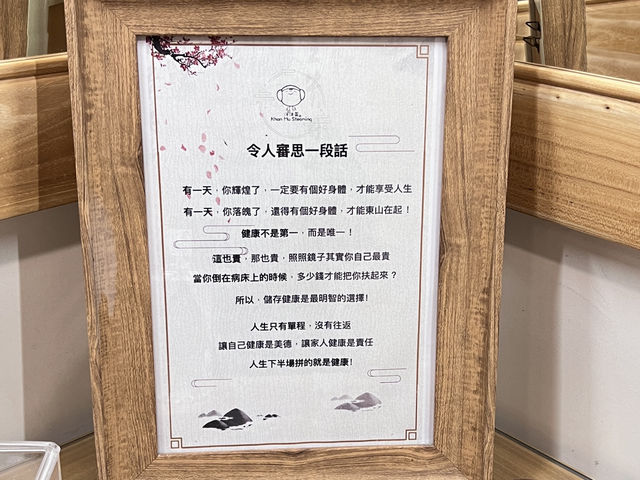 Khan Mu Steaming
令人審思一段話
有一天，你輝煌了，一定要有個好身體，才能享受人生
有一天，你落魄了，還得有個好身體，才能東山在起！
健康不是第一，而是唯一！
這也貴，那也貴，照照鏡子其實你自己最貴
當你倒在病床上的時候，多少錢才能把你扶起來？
所以，儲存健康是最明智的選擇!
人生只有單程，沒有往返
讓自己健康是美德，讓家人健康是責任
人生下半場拼的就是健康!